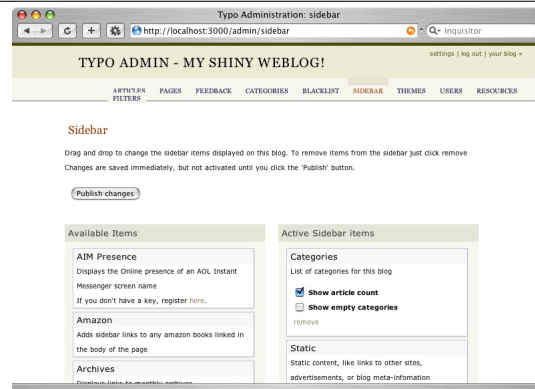 Typo Administration: sidebar
http://localhost:3000/admin/sidebar
Inquisitor
settings | log out | your blog »
TYPO ADMIN - MY SHINY WEBLOG!
ARTICLES PAGES FEEDBACK CATEGORIES BLACKLIST SIDEBAR THEMES USERS RESOURCES
FILTERS
Sidebar
Drag and drop to change the sidebar items displayed on this blog. To remove items from the sidebar just click remove
Changes are saved immediately, but not activated until you click the 'Publish' button.
Publish changes
Available Items
AIM Presence
Displays the Online presence of an AOL Instant
Messenger screen name
If you don't have a key, register here.
Amazon
Adds sidebar links to any amazon books linked in
the body of the page
Archives
Displays links to monthly archives
Active Sidebar items
Categories
List of categories for this blog
Show article count
Show empty categories
remove
Static
Static content, like links to other sites,
advertisements, or blog meta-infomation